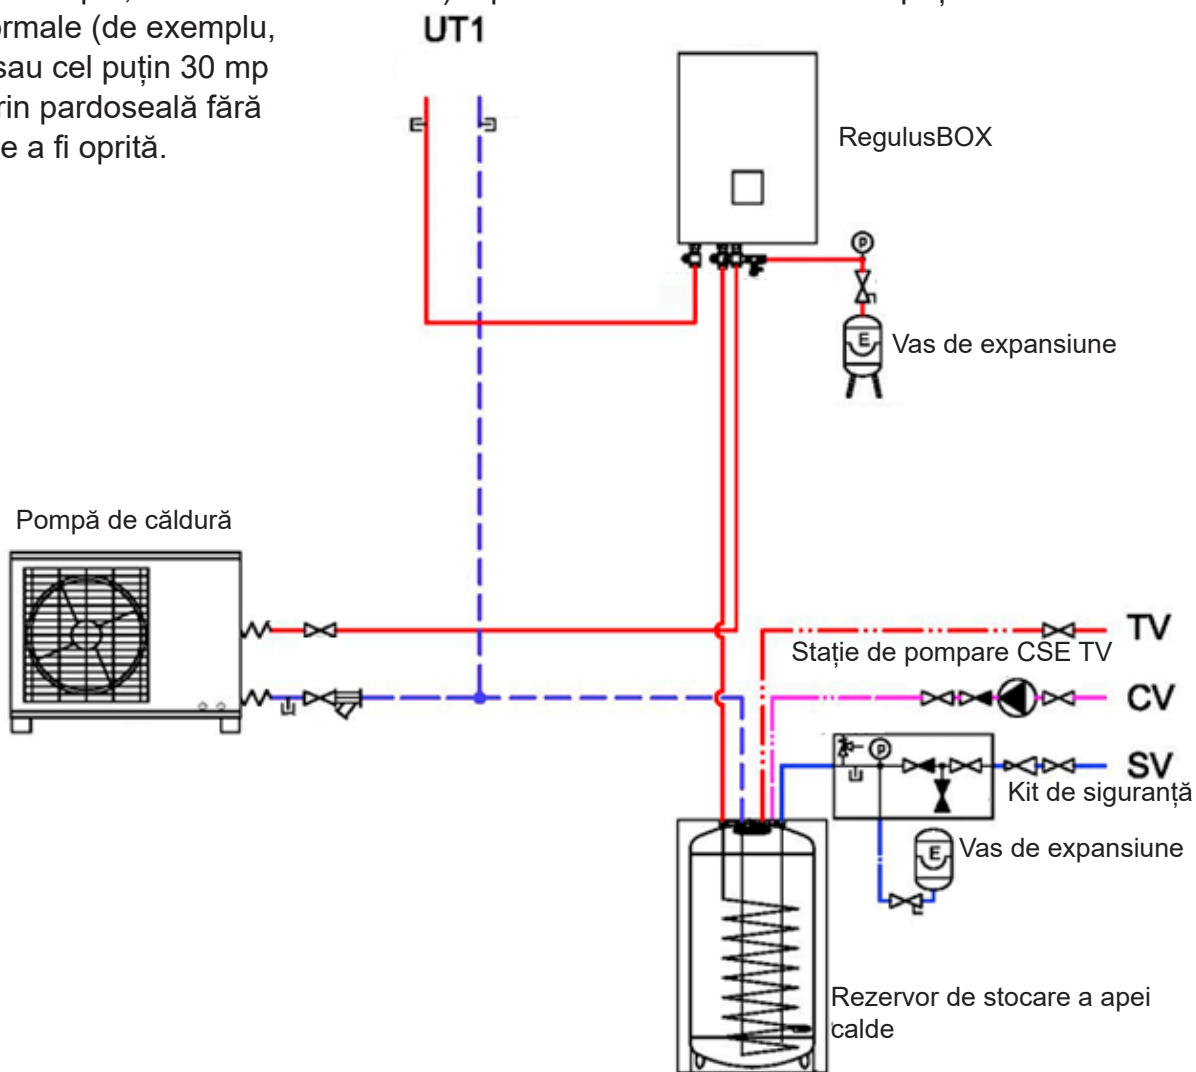 ormale (de exemplu,
sau cel puțin 30 mp
rin pardoseală fără
e a fi oprită.
UT1
RegulusBOX
P
E
Vas de expansiune
Pompă de căldură
TV
Stație de pompare CSE TV
CV
P
SV
Kit de siguranță
E
Vas de expansiune
Rezervor de stocare a apei
calde